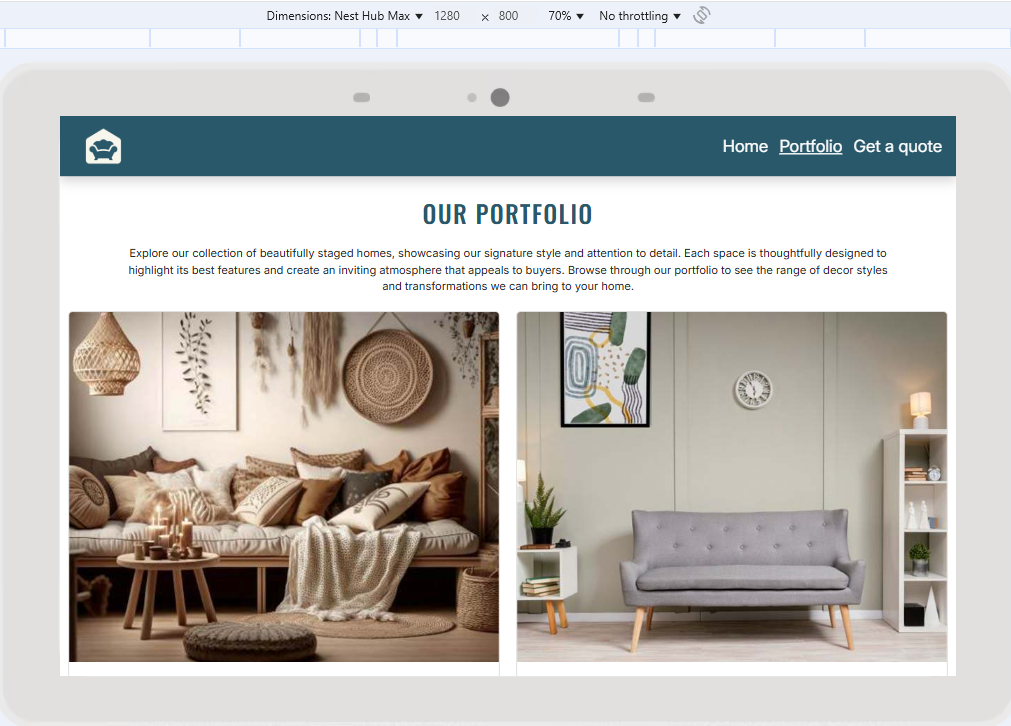 Dimensions: Nest Hub Max ▼ 1280 × 800 70% ▼ No throttling ▼
Home Portfolio Get a quote
OUR PORTFOLIO
Explore our collection of beautifully staged homes, showcasing our signature style and attention to detail. Each space is thoughtfully designed to
highlight its best features and create an inviting atmosphere that appeals to buyers. Browse through our portfolio to see the range of decor styles
and transformations we can bring to your home.